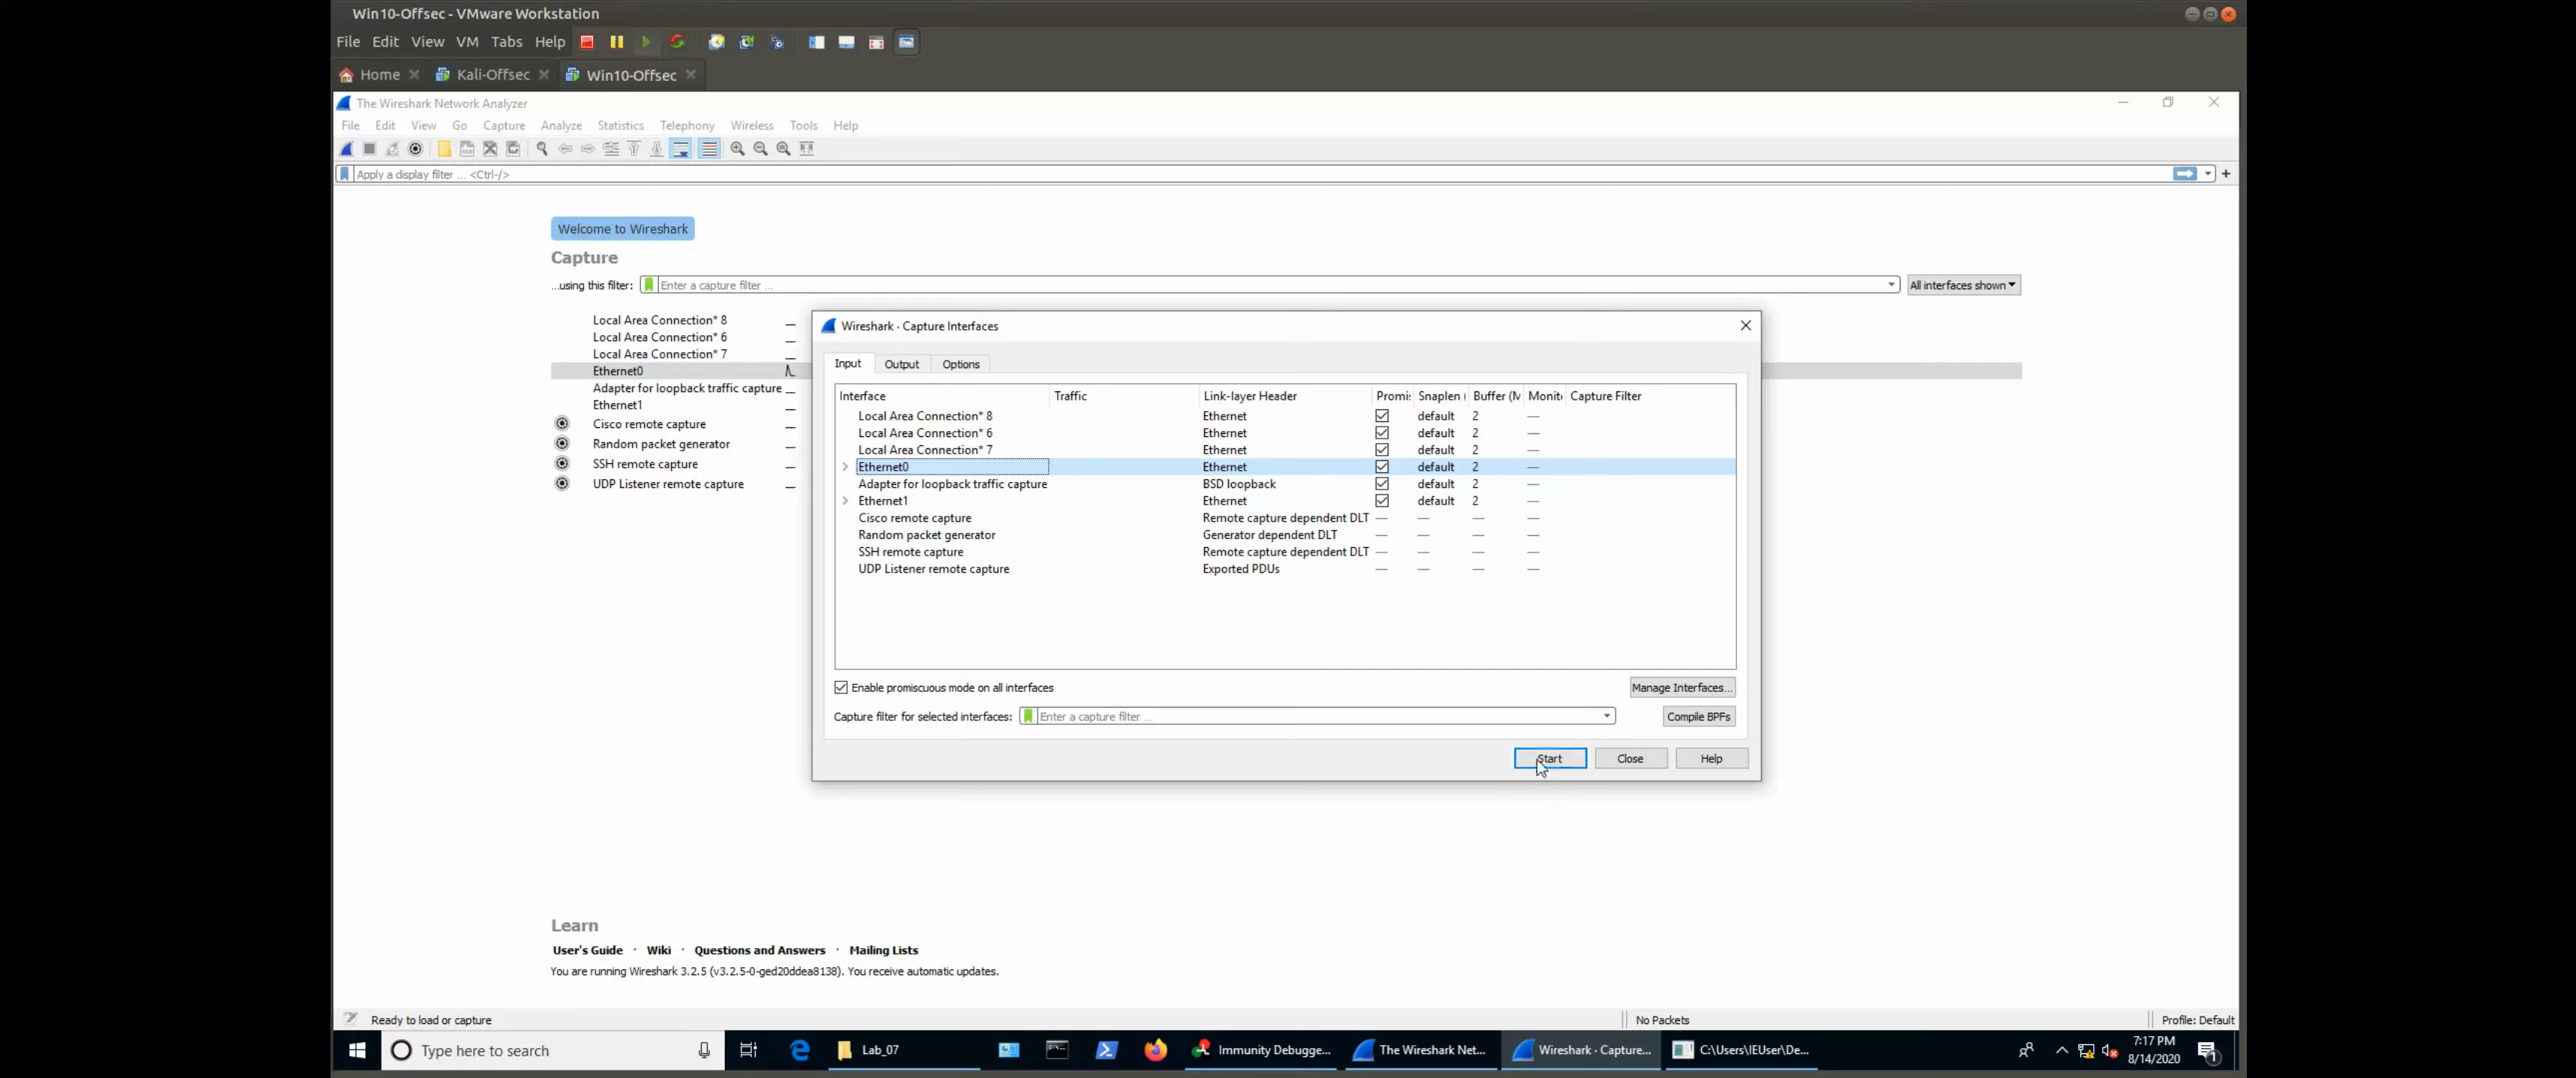 Win10-Offsec - VMware Workstation
File Edit View VM Tabs Help
Home Kali-Offsec Win10-Offsec
The Wireshark Network Analyzer
File Edit View Go Capture Analyze Statistics Telephony Wireless Tools Help
Apply a display filter ... <Ctrl-/>
Welcome to Wireshark
Capture
...using this filter: Enter a capture filter ... All interfaces shown
Local Area Connection* 8
Local Area Connection* 6
Local Area Connection* 7
Ethernet0
Adapter for loopback traffic capture
Ethernet1
Cisco remote capture
Random packet generator
SSH remote capture
UDP Listener remote capture
Wireshark · Capture Interfaces
Input Output Options
Interface Traffic Link-layer Header Promi Snaplen ( Buffer (M Monito Capture Filter
Local Area Connection* 8 Ethernet default 2 —
Local Area Connection* 6 Ethernet default 2 —
Local Area Connection* 7 Ethernet default 2 —
Ethernet0 Ethernet default 2 —
Adapter for loopback traffic capture BSD loopback default 2 —
Ethernet1 Ethernet default 2 —
Cisco remote capture Remote capture dependent DLT — — — —
Random packet generator Generator dependent DLT — — — —
SSH remote capture Remote capture dependent DLT — — — —
UDP Listener remote capture Exported PDUs — — — —
Enable promiscuous mode on all interfaces Manage Interfaces...
Capture filter for selected interfaces: Enter a capture filter ... Compile BPFs
Start Close Help
Learn
User's Guide · Wiki · Questions and Answers · Mailing Lists
You are running Wireshark 3.2.5 (v3.2.5-0-ged20ddea8138). You receive automatic updates.
Ready to load or capture No Packets Profile: Default
Type here to search Lab_07 Immunity Debugge... The Wireshark Net... Wireshark · Capture... C:\Users\IEUser\De... 7:17 PM
8/14/2020 1